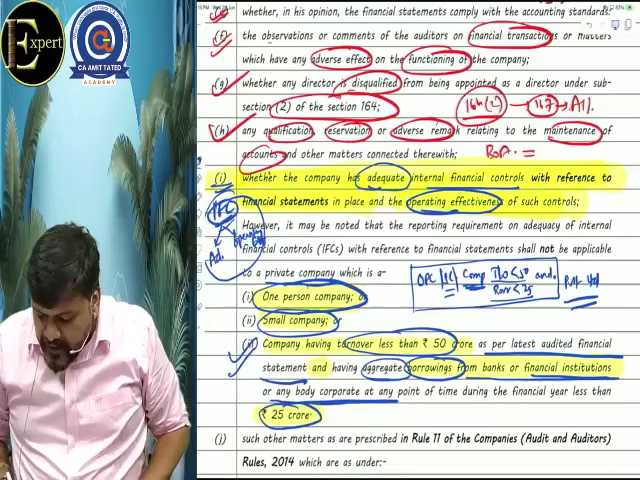 Expert
CA
CA AMIT TATED
ACADEMY
(e) whether, in his opinion, the financial statements comply with the accounting standards.
(f) the observations or comments of the auditors on financial transactions or matters
which have any adverse effect on the functioning of the company;
(g) whether any director is disqualified from being appointed as a director under sub-
section (2) of the section 164; 164(2) → 167 →
(h) any qualification, reservation or adverse remark relating to the maintenance of
accounts and other matters connected therewith; BOA. =
(i) whether the company has adequate internal financial controls with reference to
financial statements in place and the operating effectiveness of such controls;
IFC
Ad.
However, it may be noted that the reporting requirement on adequacy of internal
financial controls (IFCs) with reference to financial statements shall not be applicable
to a private company which is a-
OPC | SC | Comp T/O < 50 and.
Borr < 25
Pvt Ltd
(i) One person company; or
(ii) Small company; or
(iii) Company having turnover less than ₹ 50 crore as per latest audited financial
statement and having aggregate borrowings from banks or financial institutions
or any body corporate at any point of time during the financial year less than
₹ 25 crore.
(j) such other matters as are prescribed in Rule 11 of the Companies (Audit and Auditors)
Rules, 2014 which are as under:-